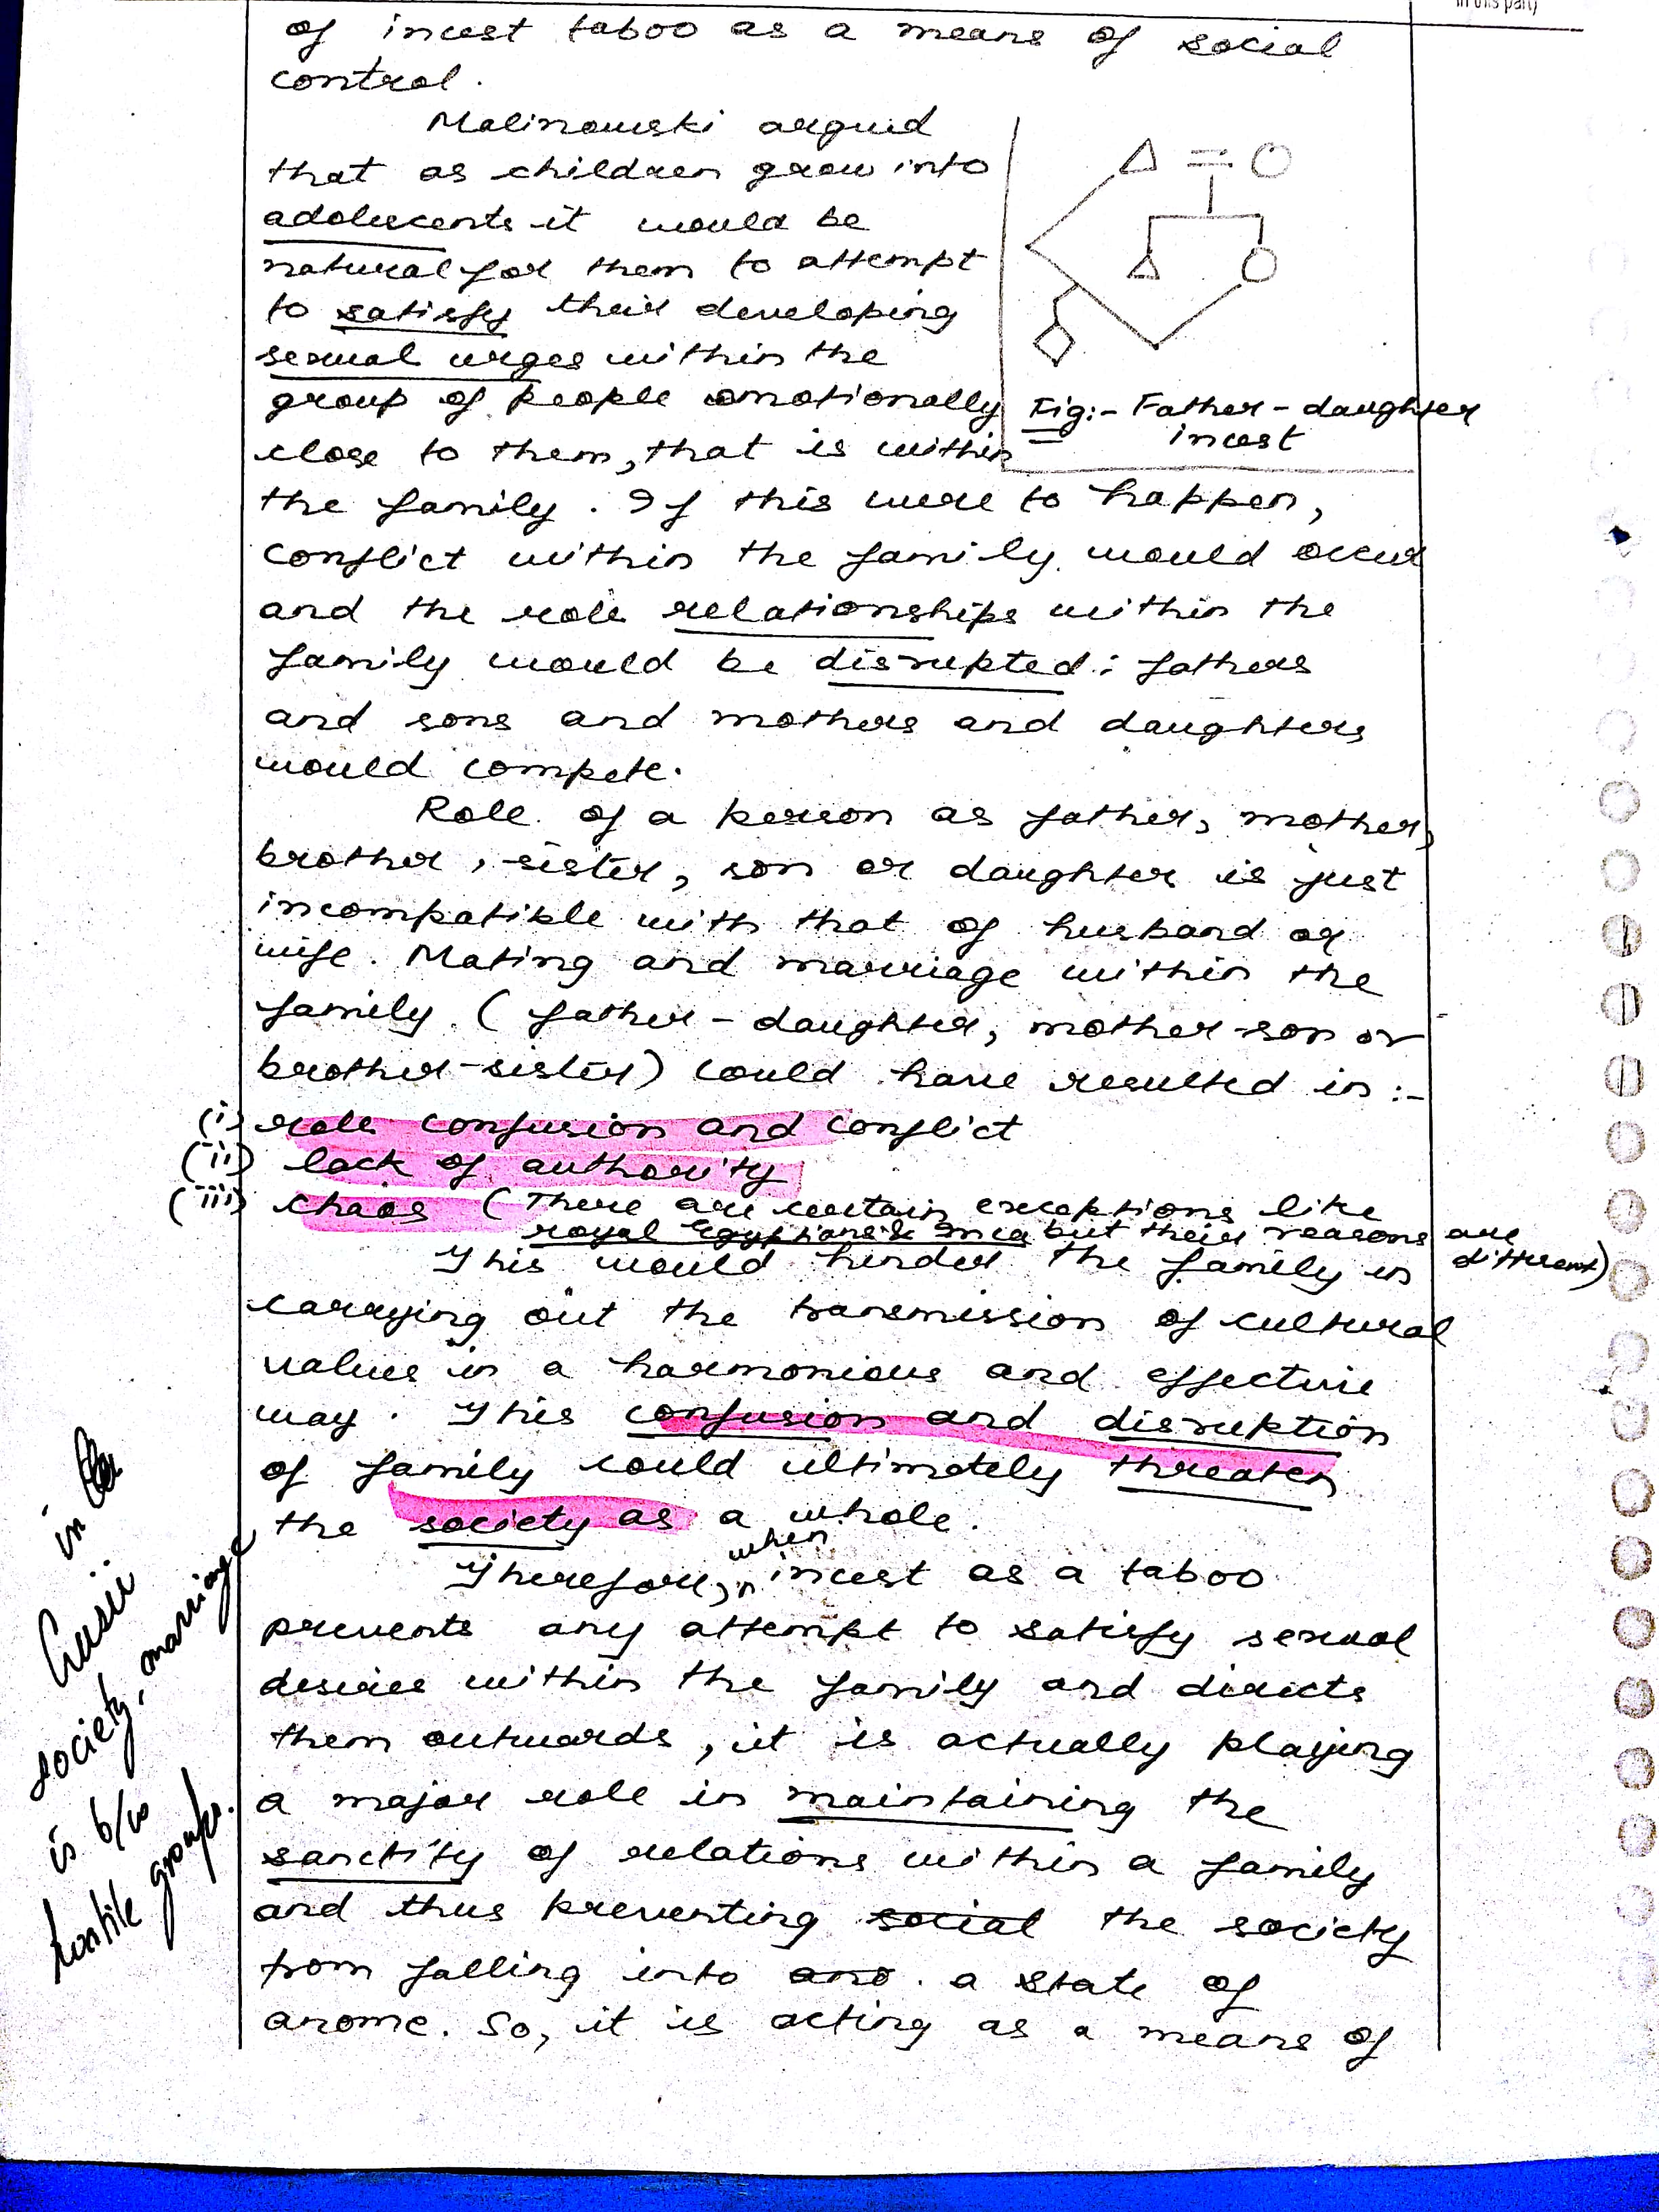 in this part)
of incest taboo as a means of social
control.
Malinowski argued
that as children grow into
adolescents it would be
natural for them to attempt
to satisfy their developing
sexual urges within the
group of people emotionally
close to them, that is within
Fig:- Father-daughter
incest
the family. If this were to happen,
conflict within the family would occur
and the role relationships within the
family would be disrupted: fathers
and sons and mothers and daughters
would compete.
Role of a person as father, mother,
brother, sister, son or daughter is just
incompatible with that of husband or
wife. Mating and marriage within the
family (father-daughter, mother-son or
brother-sister) could have resulted in:-
(i) role confusion and conflict
(ii) lack of authority
(iii) chaos (There are certain exceptions like
royal Egyptians & Inca but their reasons are
different)
This would hinder the family in
carrying out the transmission of cultural
values in a harmonious and effective
way. This confusion and disruption
of family could ultimately threaten
the society as a whole.
Therefore, when incest as a taboo
prevents any attempt to satisfy sexual
desires within the family and directs
them outwards, it is actually playing
a major role in maintaining the
sanctity of relations within a family
and thus preventing social the society
from falling into ano. a state of
anome. So, it is acting as a means of
in
Gusii
society, marriage
is b/w
hostile groups.